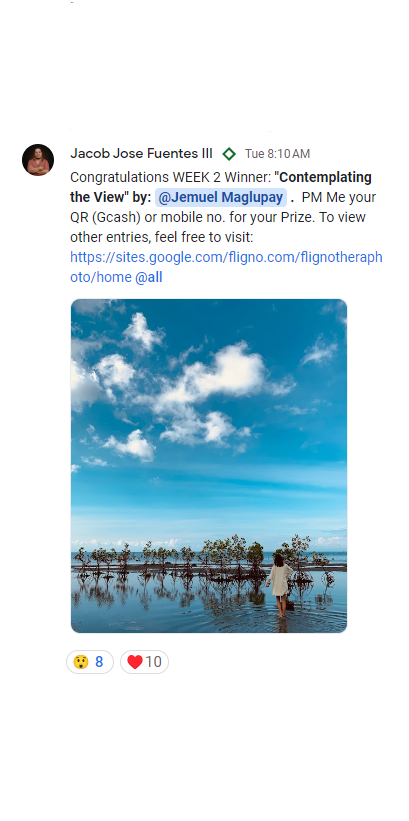 Jacob Jose Fuentes III Tue 8:10 AM
Congratulations WEEK 2 Winner: "Contemplating
the View" by: @Jemuel Maglupay . PM Me your
QR (Gcash) or mobile no. for your Prize. To view
other entries, feel free to visit:
https://sites.google.com/fligno.com/flignotheraph
oto/home @all
8 10